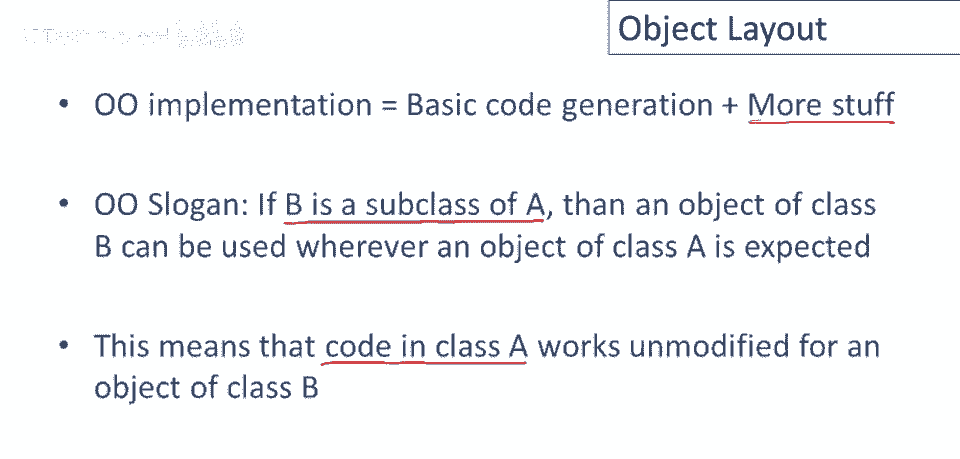 Object Layout
• OO implementation = Basic code generation + More stuff
• OO Slogan: If B is a subclass of A, than an object of class
B can be used wherever an object of class A is expected
• This means that code in class A works unmodified for an
object of class B